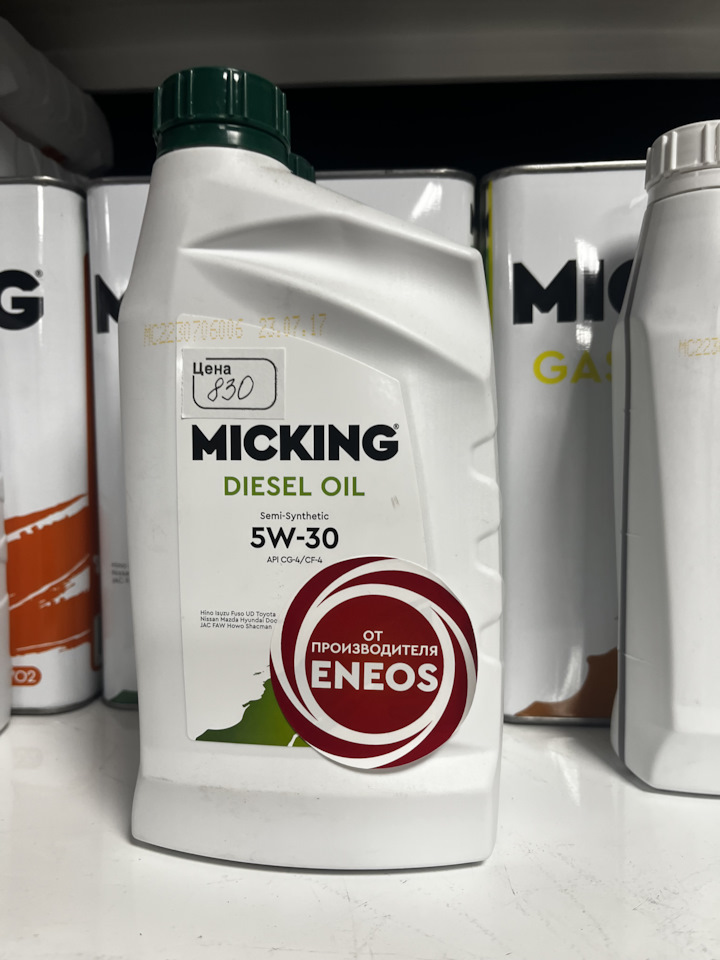 MC2230706006 23.07.17
Цена
830
MICKING®
DIESEL OIL
Semi-Synthetic
5W-30
API CG-4/CF-4
Hino Isuzu Fuso UD Toyota
Nissan Mazda Hyundai
JAC FAW Howo Shacman
ОТ
ПРОИЗВОДИТЕЛЯ
ENEOS
G®
M
MIC
GAS
MC223